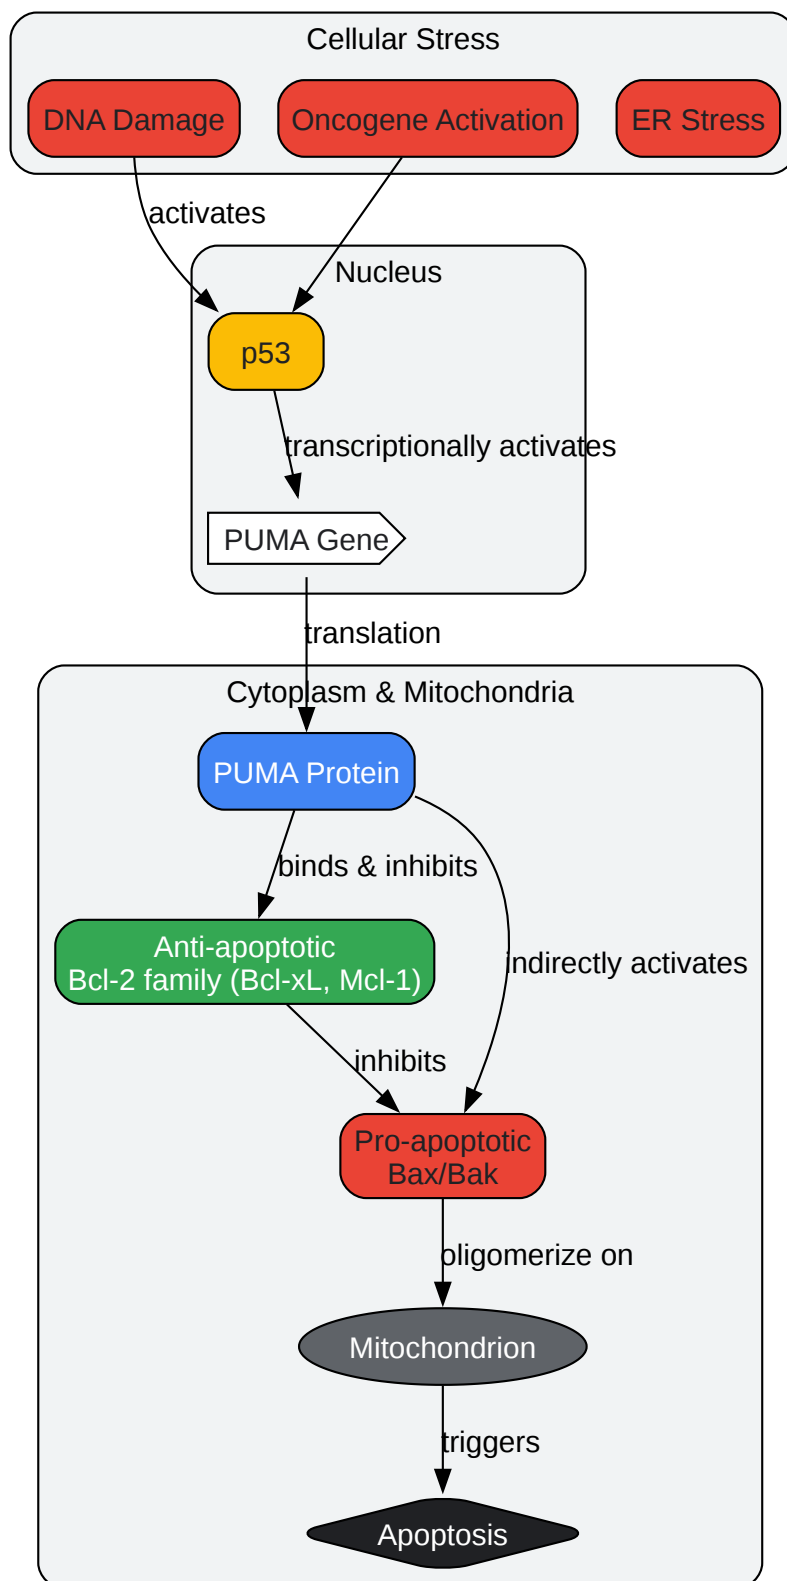 Cellular Stress
DNA Damage
Oncogene Activation
ER Stress
activates
Nucleus
p53
transcriptionally activates
PUMA Gene
translation
Cytoplasm & Mitochondria
PUMA Protein
binds & inhibits
Anti-apoptotic
Bcl-2 family (Bcl-xL, Mcl-1)
indirectly activates
inhibits
Pro-apoptotic
Bax/Bak
oligomerize on
Mitochondrion
triggers
Apoptosis